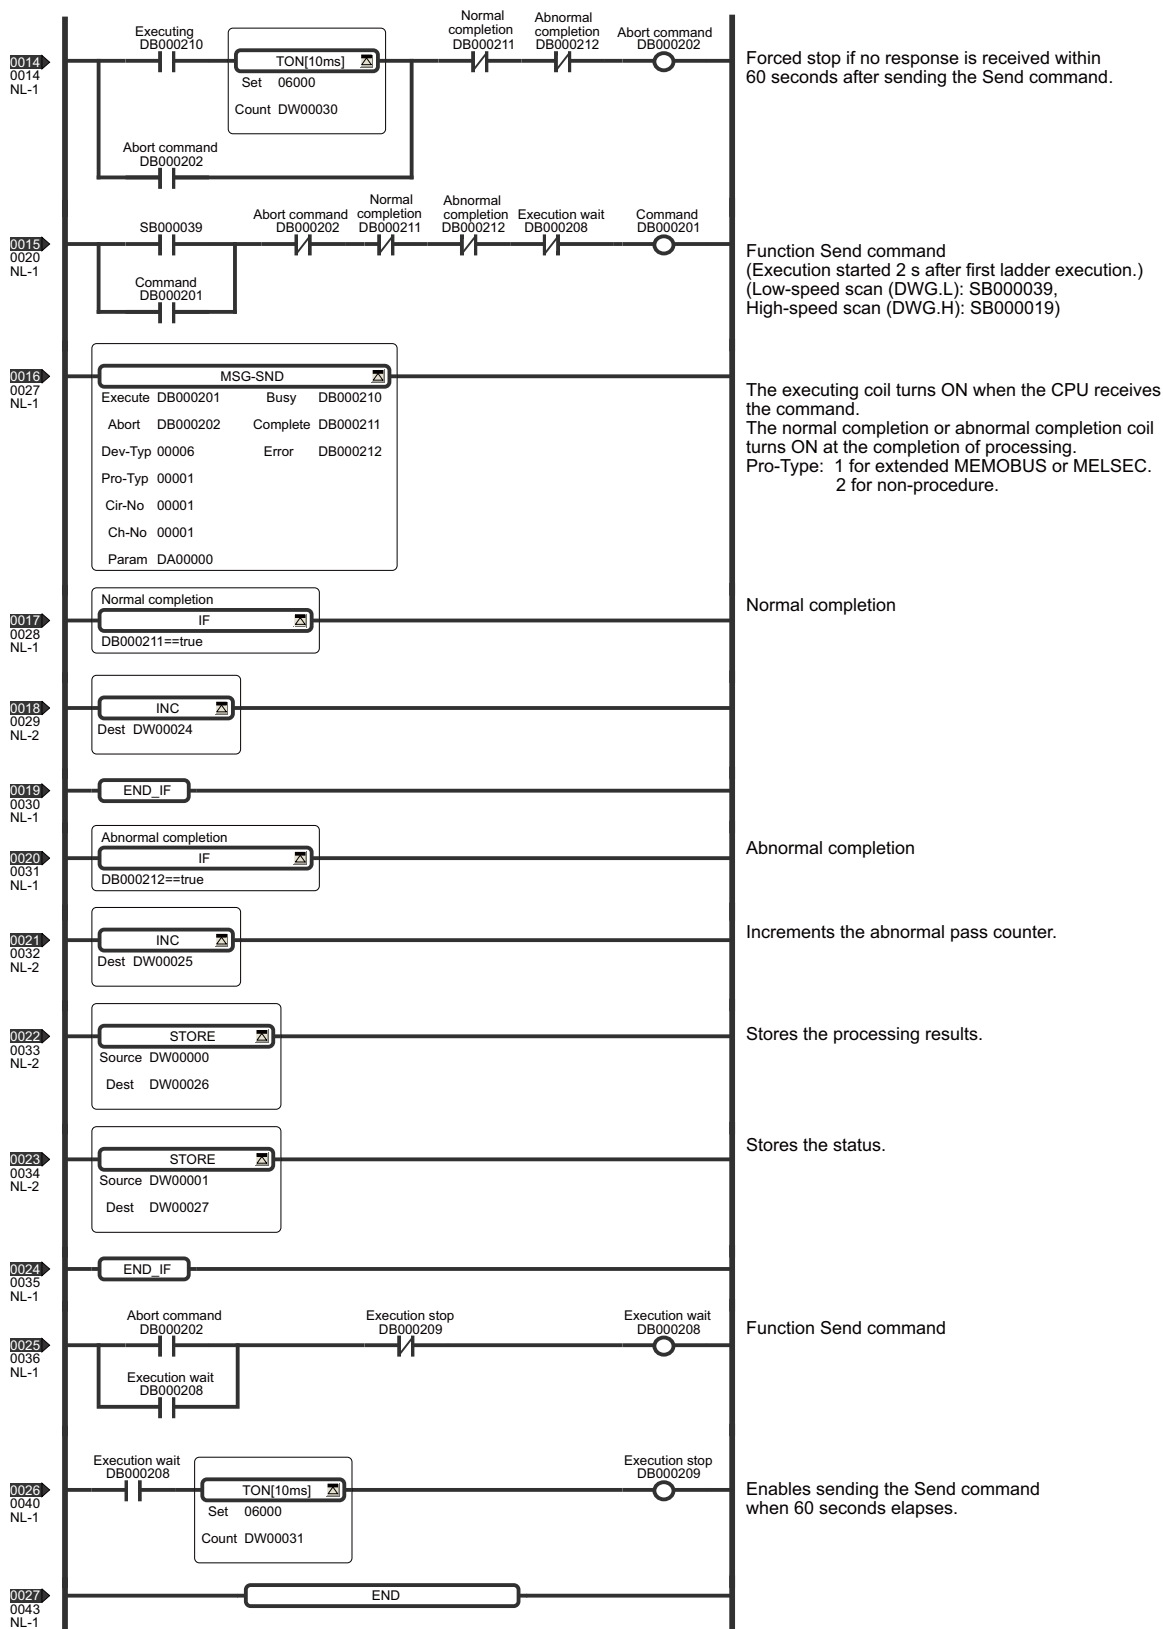 Executing
DB000210
TON[10ms]
Set 06000
Count DW00030
Normal
completion
DB000211
Abnormal
completion
DB000212
Abort command
DB000202
0014
0014
NL-1
Abort command
DB000202
Forced stop if no response is received within
60 seconds after sending the Send command.
SB000039
Abort command
DB000202
Normal
completion
DB000211
Abnormal
completion
DB000212
Execution wait
DB000208
Command
DB000201
0015
0020
NL-1
Command
DB000201
Function Send command
(Execution started 2 s after first ladder execution.)
(Low-speed scan (DWG.L): SB000039,
High-speed scan (DWG.H): SB000019)
0016
0027
NL-1
MSG-SND
Execute DB000201 Busy DB000210
Abort DB000202 Complete DB000211
Dev-Typ 00006 Error DB000212
Pro-Typ 00001
Cir-No 00001
Ch-No 00001
Param DA00000
The executing coil turns ON when the CPU receives
the command.
The normal completion or abnormal completion coil
turns ON at the completion of processing.
Pro-Type: 1 for extended MEMOBUS or MELSEC.
2 for non-procedure.
0017
0028
NL-1
Normal completion
IF
DB000211==true
Normal completion
0018
0029
NL-2
INC
Dest DW00024
0019
0030
NL-1
END_IF
0020
0031
NL-1
Abnormal completion
IF
DB000212==true
Abnormal completion
0021
0032
NL-2
INC
Dest DW00025
Increments the abnormal pass counter.
0022
0033
NL-2
STORE
Source DW00000
Dest DW00026
Stores the processing results.
0023
0034
NL-2
STORE
Source DW00001
Dest DW00027
Stores the status.
0024
0035
NL-1
END_IF
0025
0036
NL-1
Abort command
DB000202
Execution stop
DB000209
Execution wait
DB000208
Execution wait
DB000208
Function Send command
0026
0040
NL-1
Execution wait
DB000208
TON[10ms]
Set 06000
Count DW00031
Execution stop
DB000209
Enables sending the Send command
when 60 seconds elapses.
0027
0043
NL-1
END